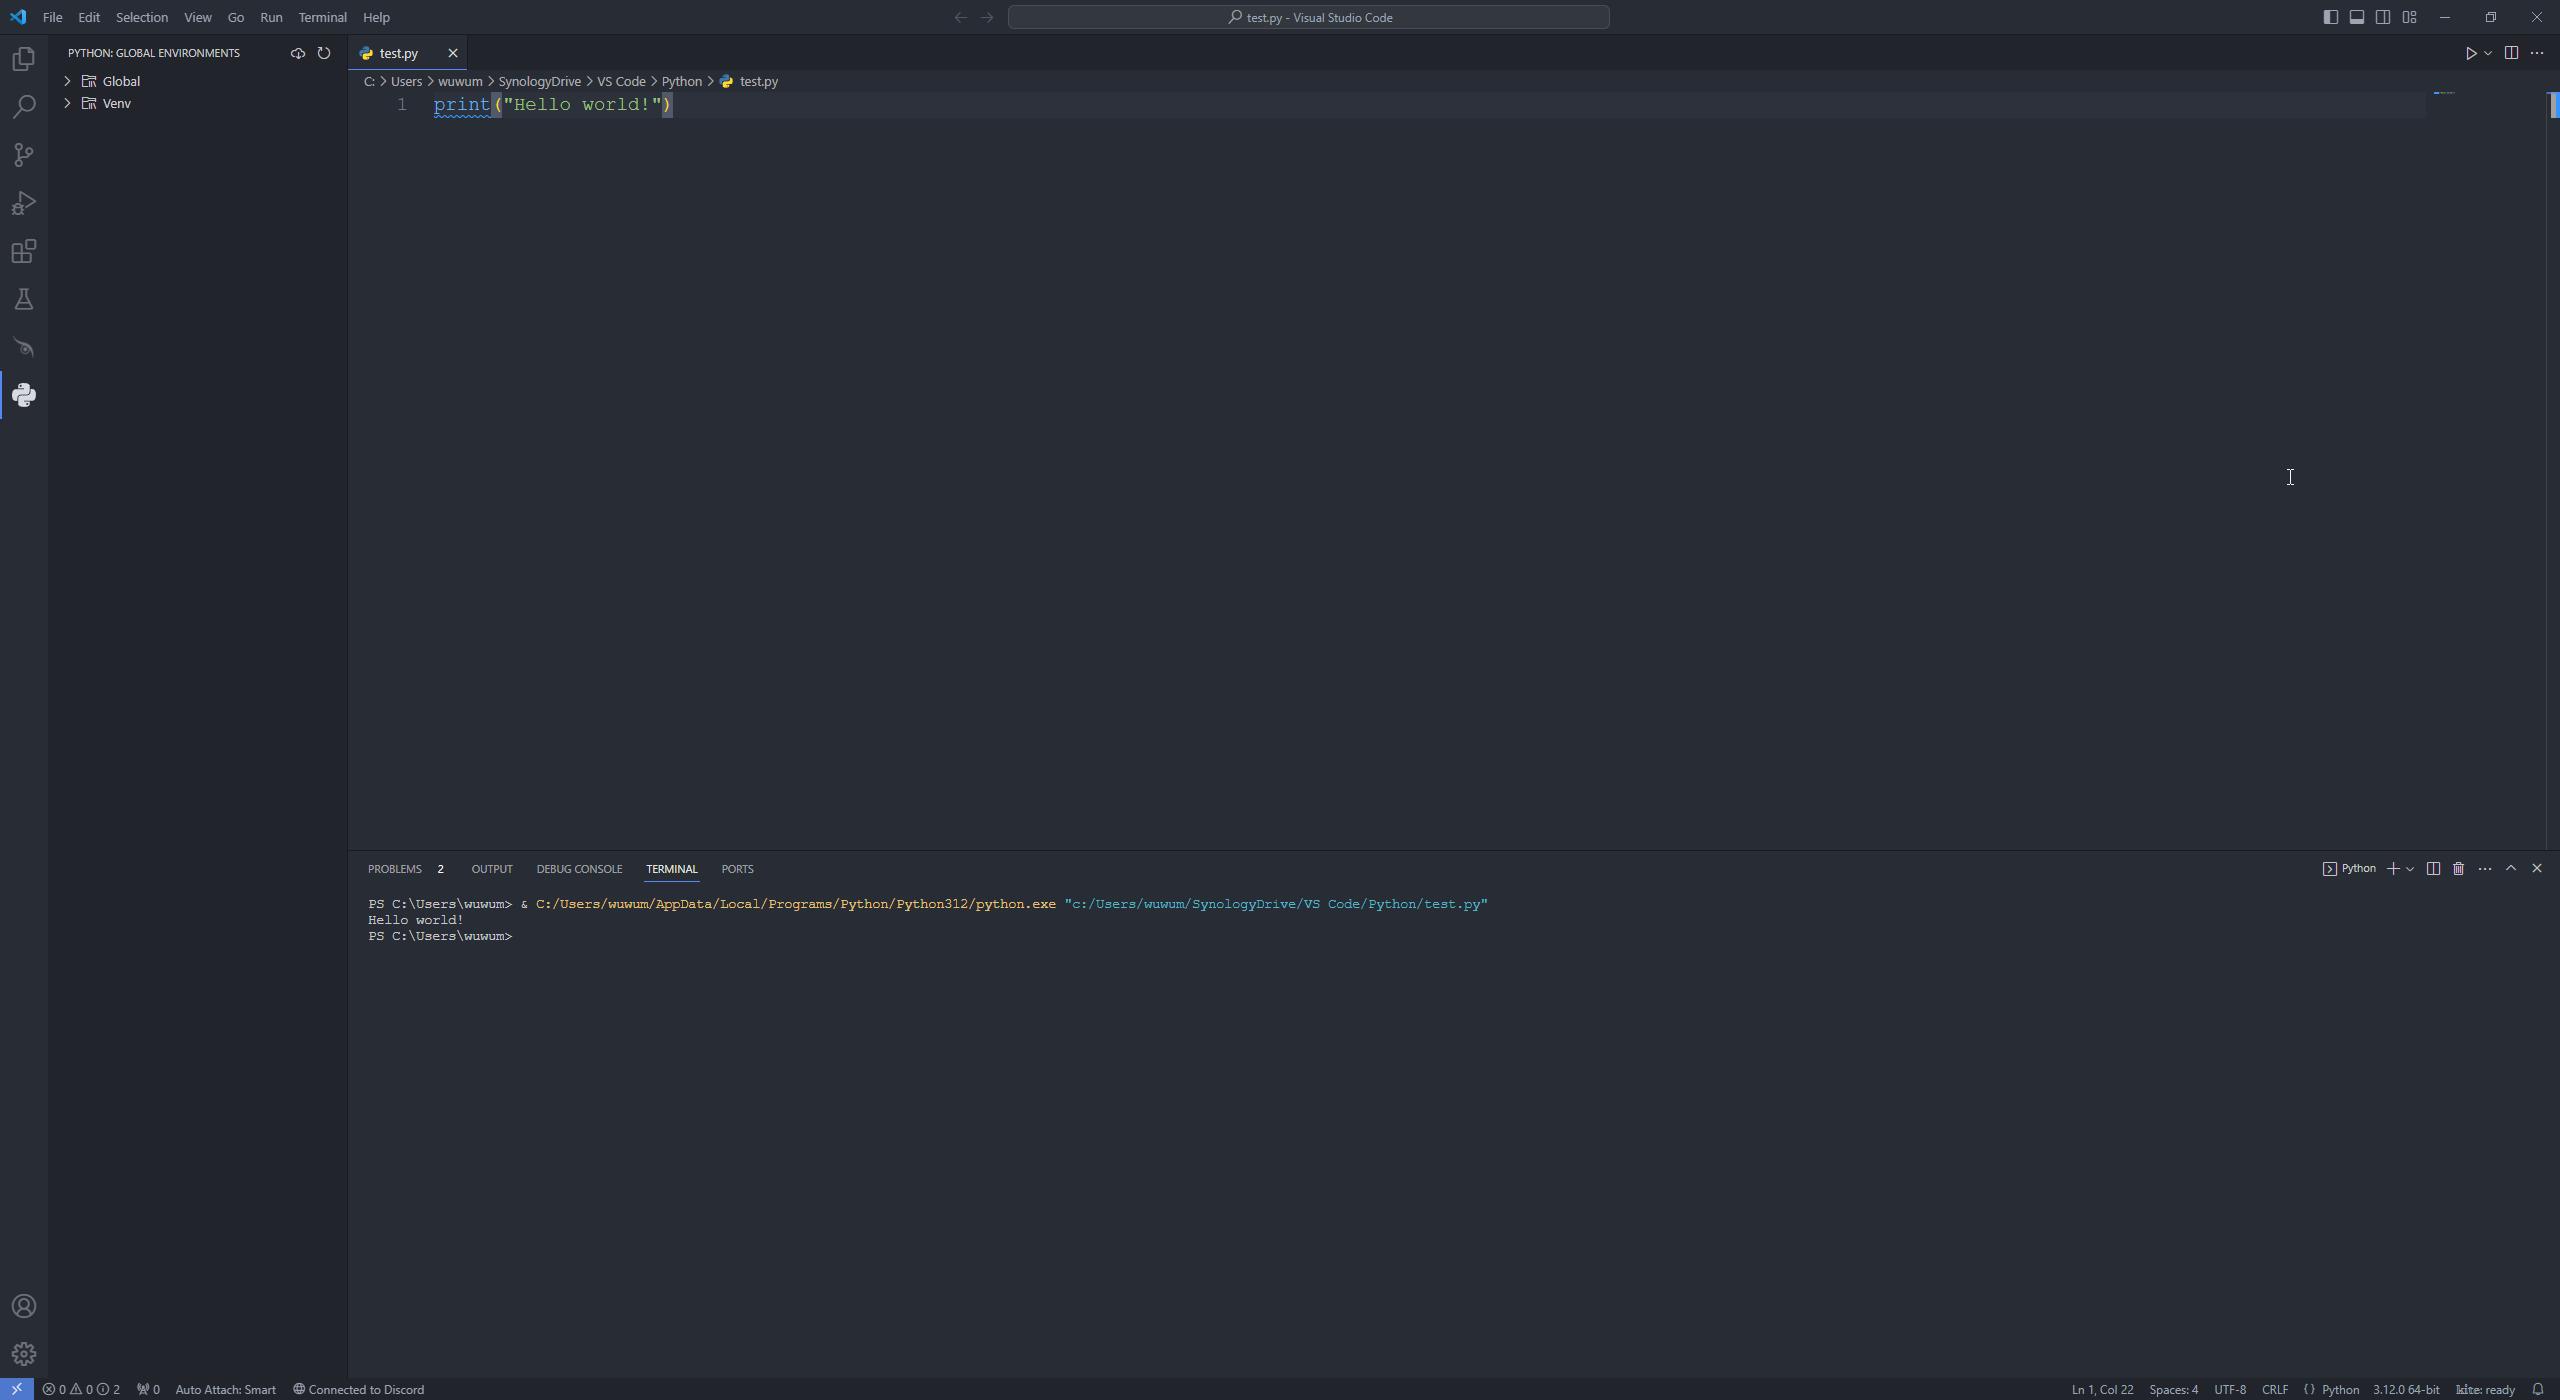 File Edit Selection View Go Run Terminal Help
test.py - Visual Studio Code
PYTHON: GLOBAL ENVIRONMENTS
Global
Venv
test.py
C: > Users > wuwum > SynologyDrive > VS Code > Python > test.py
1 print("Hello world!")
PROBLEMS 2 OUTPUT DEBUG CONSOLE TERMINAL PORTS
Python
PS C:\Users\wuwum> & C:/Users/wuwum/AppData/Local/Programs/Python/Python312/python.exe "c:/Users/wuwum/SynologyDrive/VS Code/Python/test.py"
Hello world!
PS C:\Users\wuwum>
0 0 2 0 Auto Attach: Smart Connected to Discord
Ln 1, Col 22 Spaces: 4 UTF-8 CRLF {} Python 3.12.0 64-bit kite: ready